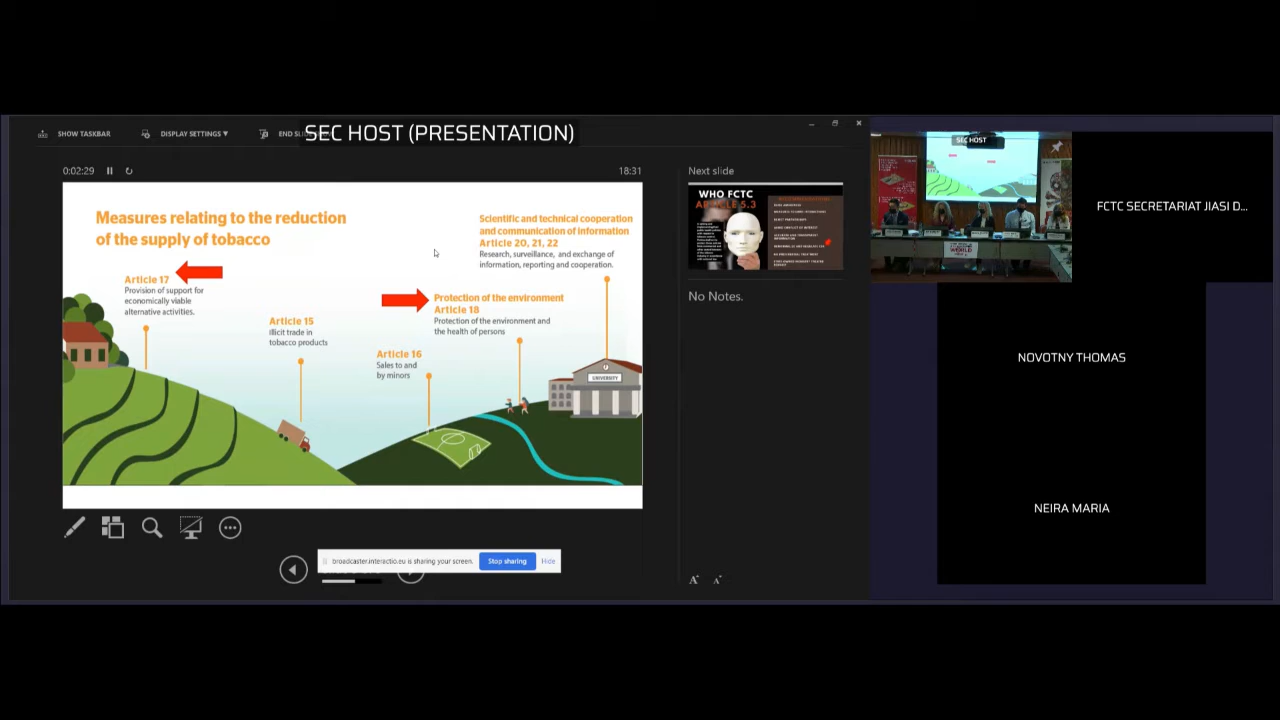 SHOW TASKBAR
DISPLAY SETTINGS ▼
END SLI
SEC HOST (PRESENTATION)
0:02:29
18:31
Measures relating to the reduction
of the supply of tobacco
Article 17
Provision of support for
economically viable
alternative activities.
Article 15
Illicit trade in
tobacco products
Article 16
Sales to and
by minors
Protection of the environment
Article 18
Protection of the environment and
the health of persons
Scientific and technical cooperation
and communication of information
Article 20, 21, 22
Research, surveillance, and exchange of
information, reporting and cooperation.
UNIVERSITY
Next slide
WHO FCTC
ARTICLE 5.3
No Notes.
broadcaster.interactio.eu is sharing your screen.
Stop sharing
Hide
A
A
SEC HOST
FCTC SECRETARIAT JIASI D...
NOVOTNY THOMAS
NEIRA MARIA